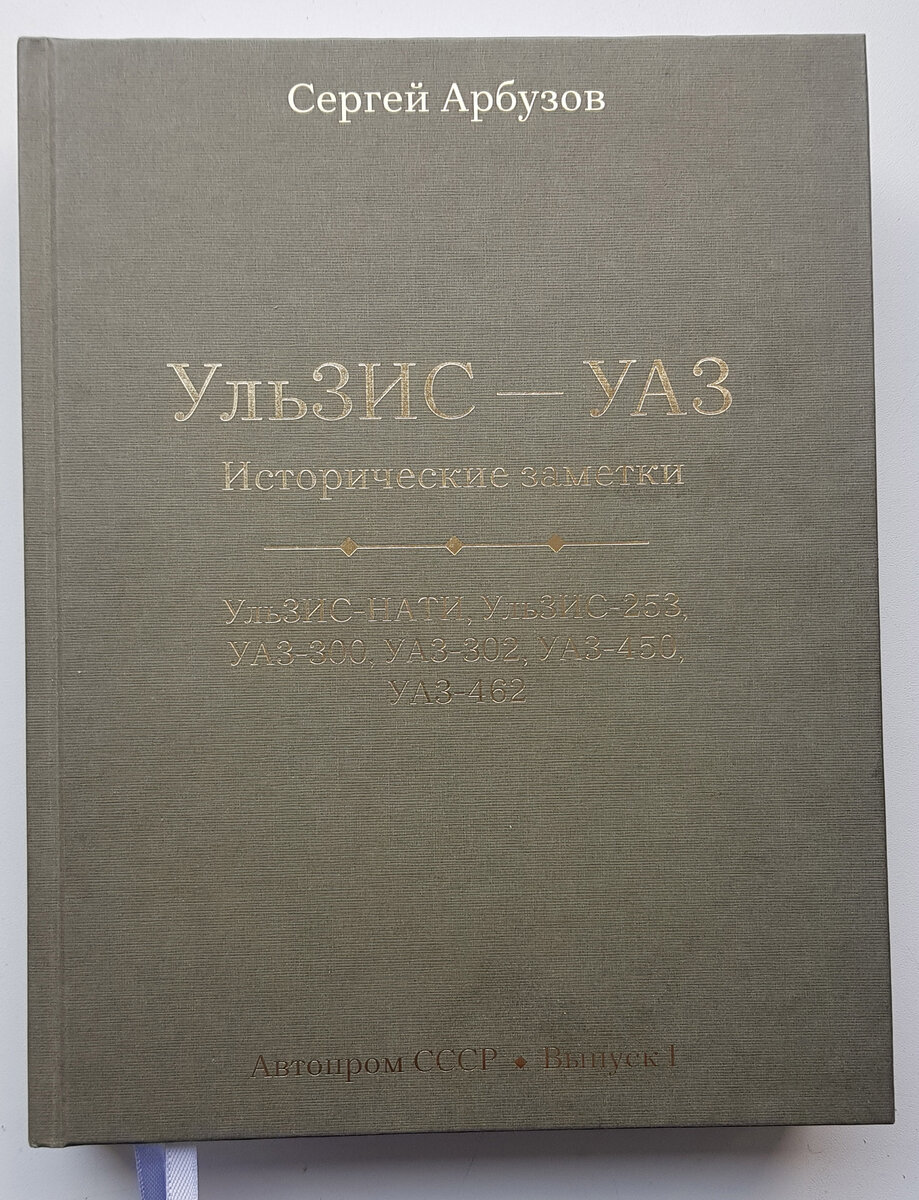 Сергей Арбузов
УльЗИС — УАЗ
Исторические заметки
УльЗИС-НАТИ, УльЗИС-253,
УАЗ-300, УАЗ-302, УАЗ-450,
УАЗ-462
Автопром СССР ◆ Выпуск 1